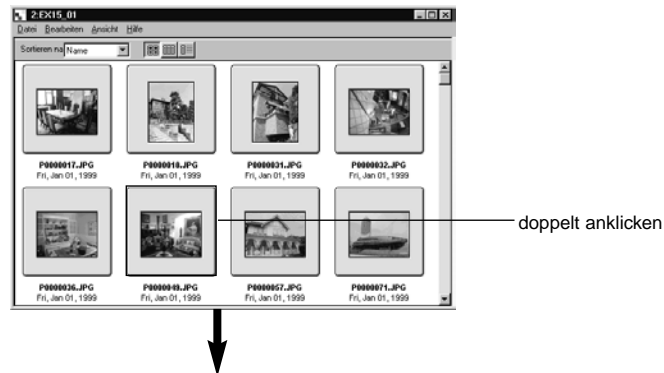 2:EX15_01
Datei Bearbeiten Ansicht Hilfe
Sortieren na Name
P0000017.JPG P0000018.JPG P0000031.JPG P0000032.JPG
Fri, Jan 01, 1999 Fri, Jan 01, 1999 Fri, Jan 01, 1999 Fri, Jan 01, 1999
doppelt anklicken
P0000036.JPG P0000049.JPG P0000057.JPG P0000071.JPG
Fri, Jan 01, 1999 Fri, Jan 01, 1999 Fri, Jan 01, 1999 Fri, Jan 01, 1999